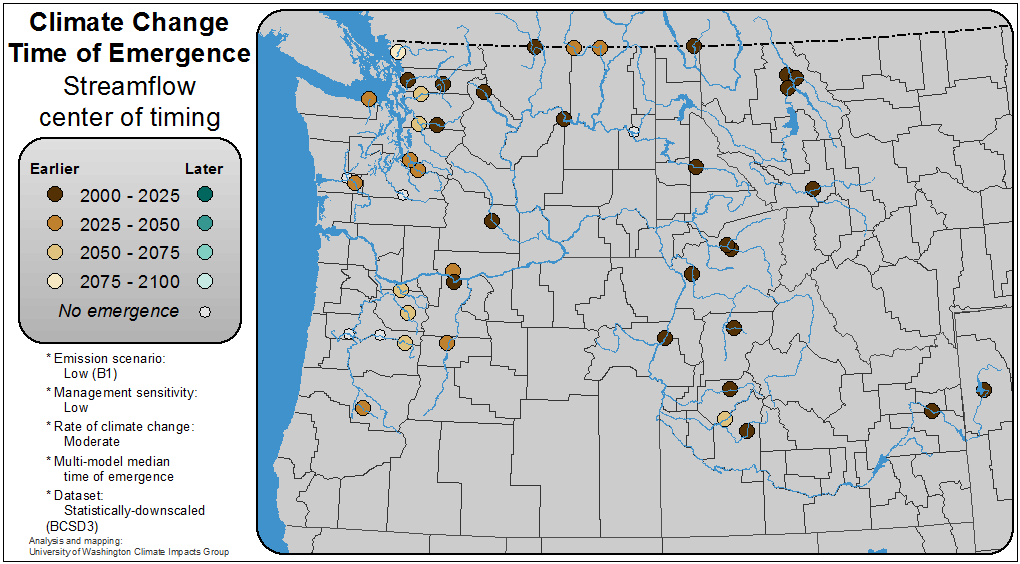 Climate Change
Time of Emergence
Streamflow
center of timing
Earlier Later
2000 - 2025
2025 - 2050
2050 - 2075
2075 - 2100
No emergence
* Emission scenario:
Low (B1)
* Management sensitivity:
Low
* Rate of climate change:
Moderate
* Multi-model median
time of emergence
* Dataset:
Statistically-downscaled
(BCSD3)
Analysis and mapping:
University of Washington Climate Impacts Group